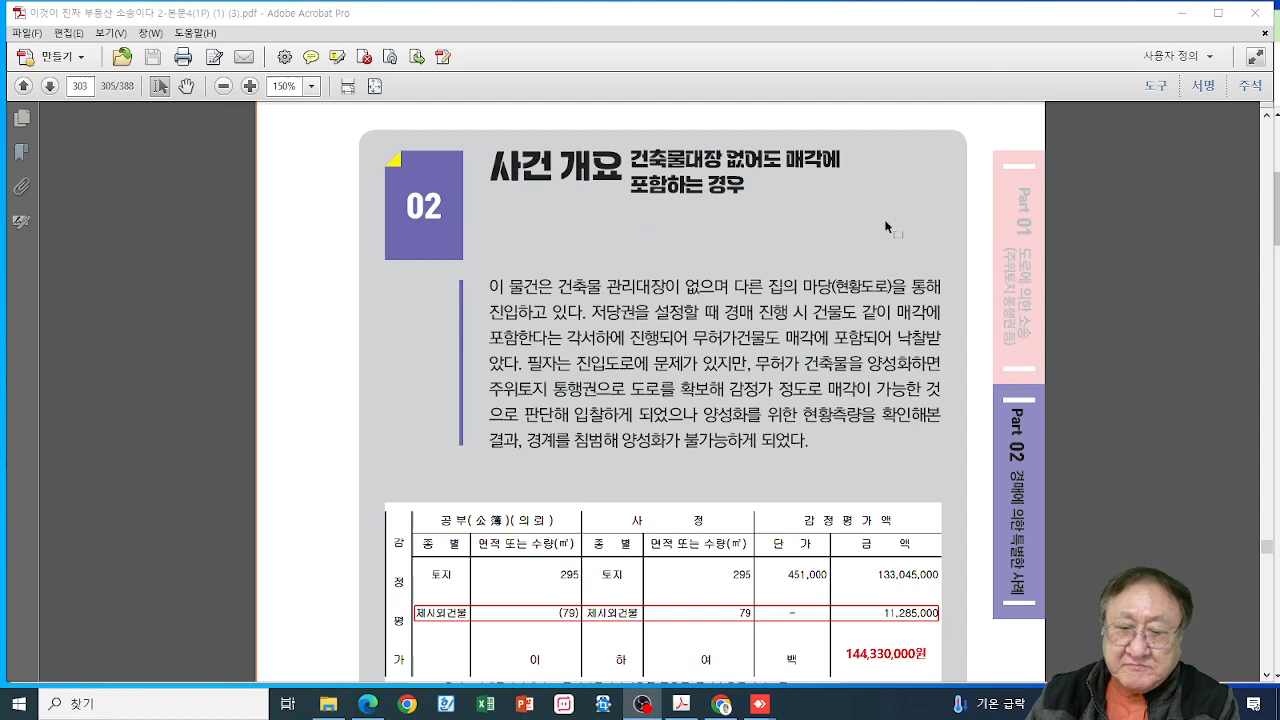 이것이 진짜 부동산 소송이다 2-본문4(1P) (1) (3).pdf - Adobe Acrobat Pro
파일(F) 편집(E) 보기(V) 창(W) 도움말(H)
만들기 사용자 정의
303 305/388 150% 도구 서명 주석
02
사건 개요 건축물대장 없어도 매각에
포함하는 경우
이 물건은 건축물 관리대장이 없으며 다른 집의 마당(현황도로)을 통해
진입하고 있다. 저당권을 설정할 때 경매 진행 시 건물도 같이 매각에
포함한다는 각서하에 진행되어 무허가건물도 매각에 포함되어 낙찰받
았다. 필자는 진입도로에 문제가 있지만, 무허가 건축물을 양성화하면
주위토지 통행권으로 도로를 확보해 감정가 정도로 매각이 가능한 것
으로 판단해 입찰하게 되었으나 양성화를 위한 현황측량을 확인해본
결과, 경계를 침범해 양성화가 불가능하게 되었다.
감 정 평 가
공 부 ( 公 簿 ) ( 의 뢰 ) 사 정 감 정 평 가 액
종 별 면적 또는 수량(㎡) 종 별 면적 또는 수량(㎡) 단 가 금 액
토지 295 토지 295 451,000 133,045,000
제시외건물 (79) 제시외건물 79 - 11,285,000
이 하 여 백 144,330,000원
Part 01 도로에 의한 소송
(주위토지 통행권 등)
Part 02 경매에 의한 특별한 사례
찾기
기온 급락